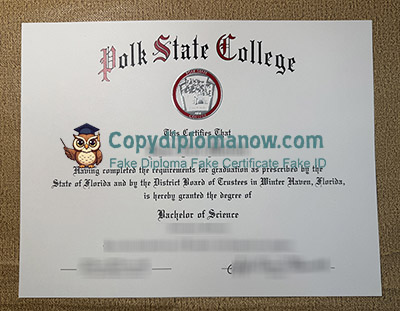 Polk State College
This Certifies That
Copydiplomanow.com
Fake Diploma Fake Certificate Fake ID
Having completed the requirements for graduation as prescribed by the
State of Florida and by the District Board of Trustees in Winter Haven, Florida,
is hereby granted the degree of
Bachelor of Science